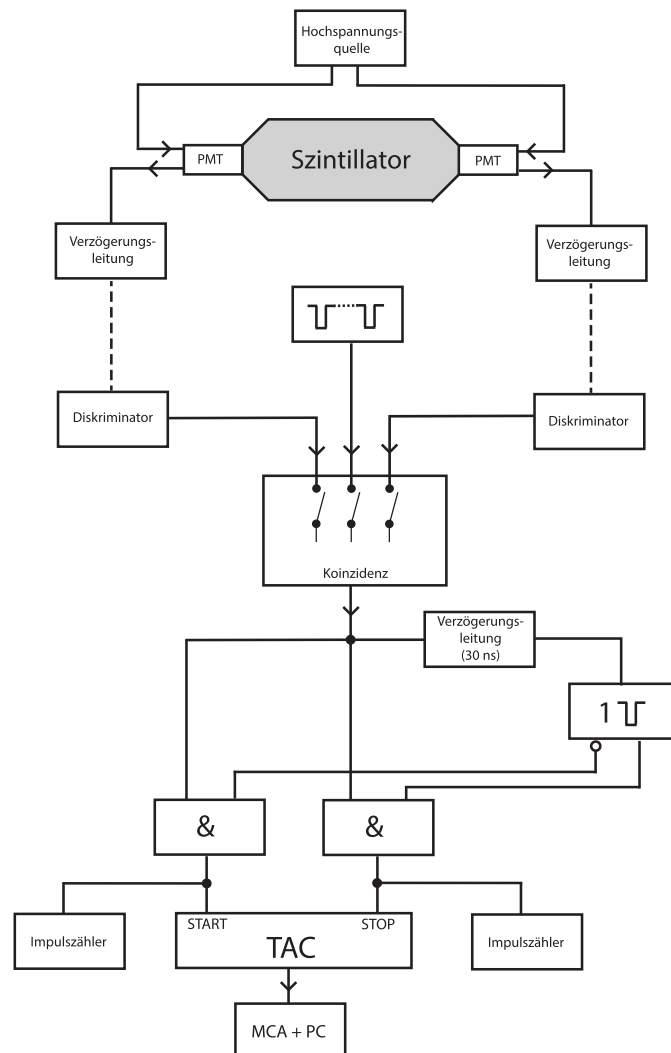 Hochspannungs-
quelle
PMT
Szintillator
PMT
Verzögerungs-
leitung
Verzögerungs-
leitung
Diskriminator
Diskriminator
Koinzidenz
Verzögerungs-
leitung
(30 ns)
1
&
&
START
STOP
TAC
Impulszähler
Impulszähler
MCA + PC